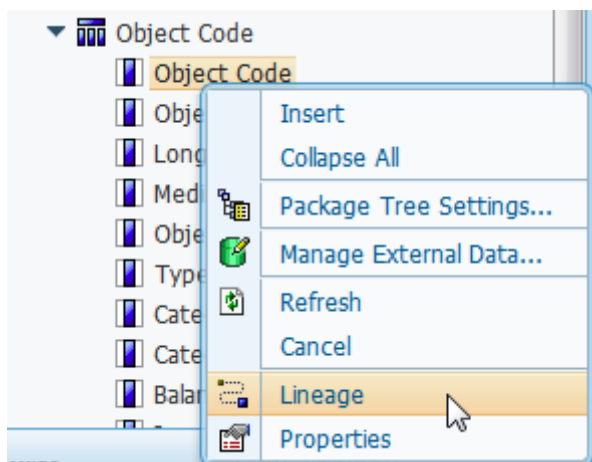 Object Code
Object Code
Obje
Insert
Long
Collapse All
Medi
Package Tree Settings...
Obje
Manage External Data...
Type
Cate
Refresh
Cate
Cancel
Balan
Lineage
Properties